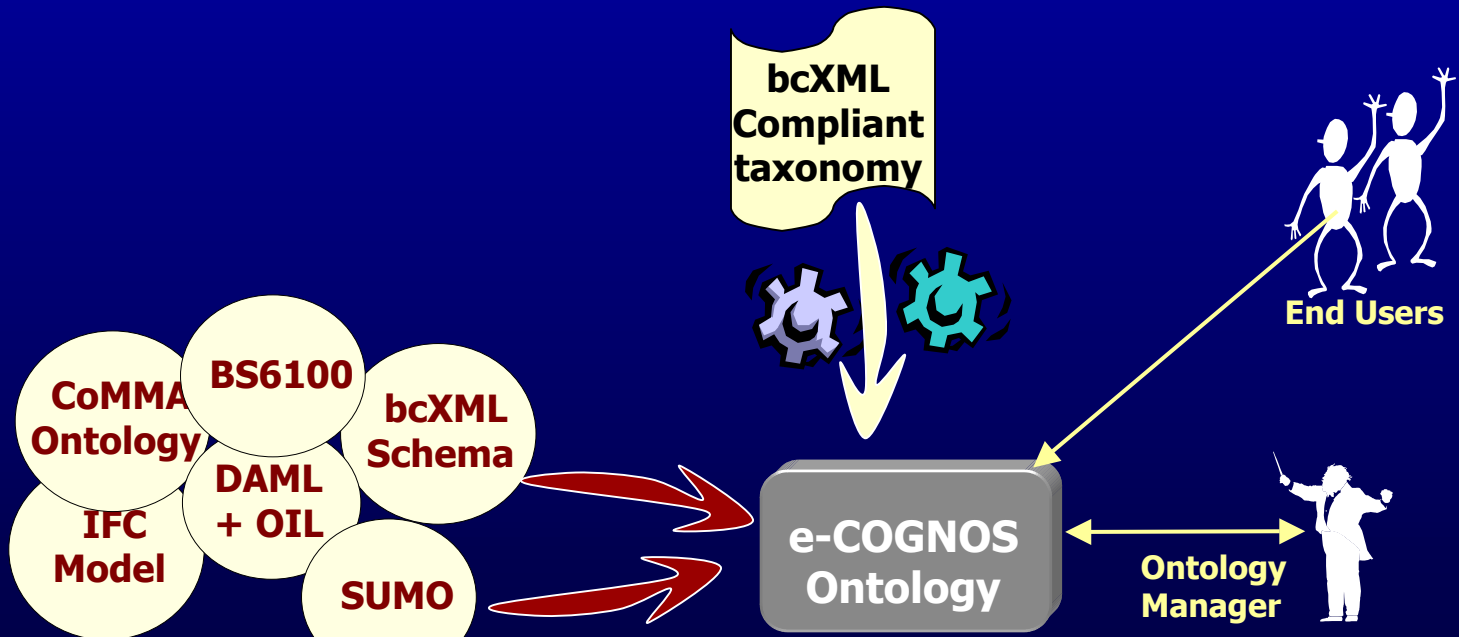 bcXML
Compliant
taxonomy
End Users
BS6100
CoMMA
Ontology
bcXML
Schema
DAML
+ OIL
IFC
Model
SUMO
e-COGNOS
Ontology
Ontology
Manager